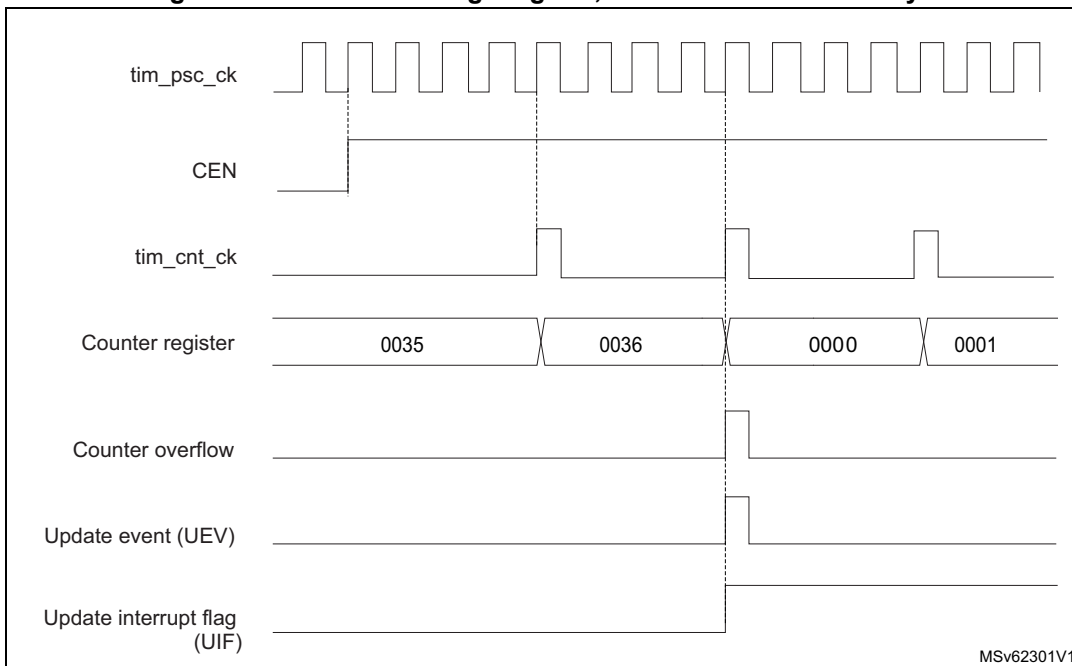 tim_psc_ck
CEN
tim_cnt_ck
Counter register
0035
0036
0000
0001
Counter overflow
Update event (UEV)
Update interrupt flag
(UIF)
MSv62301V1